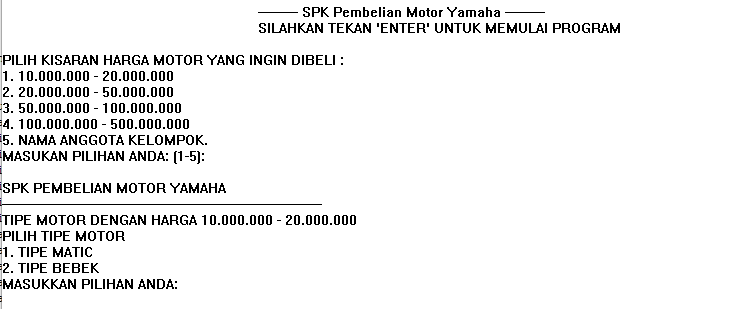 ——— SPK Pembelian Motor Yamaha ———
SILAHKAN TEKAN 'ENTER' UNTUK MEMULAI PROGRAM
PILIH KISARAN HARGA MOTOR YANG INGIN DIBELI :
1. 10.000.000 - 20.000.000
2. 20.000.000 - 50.000.000
3. 50.000.000 - 100.000.000
4. 100.000.000 - 500.000.000
5. NAMA ANGGOTA KELOMPOK.
MASUKAN PILIHAN ANDA: (1-5):
SPK PEMBELIAN MOTOR YAMAHA
TIPE MOTOR DENGAN HARGA 10.000.000 - 20.000.000
PILIH TIPE MOTOR
1. TIPE MATIC
2. TIPE BEBEK
MASUKKAN PILIHAN ANDA: